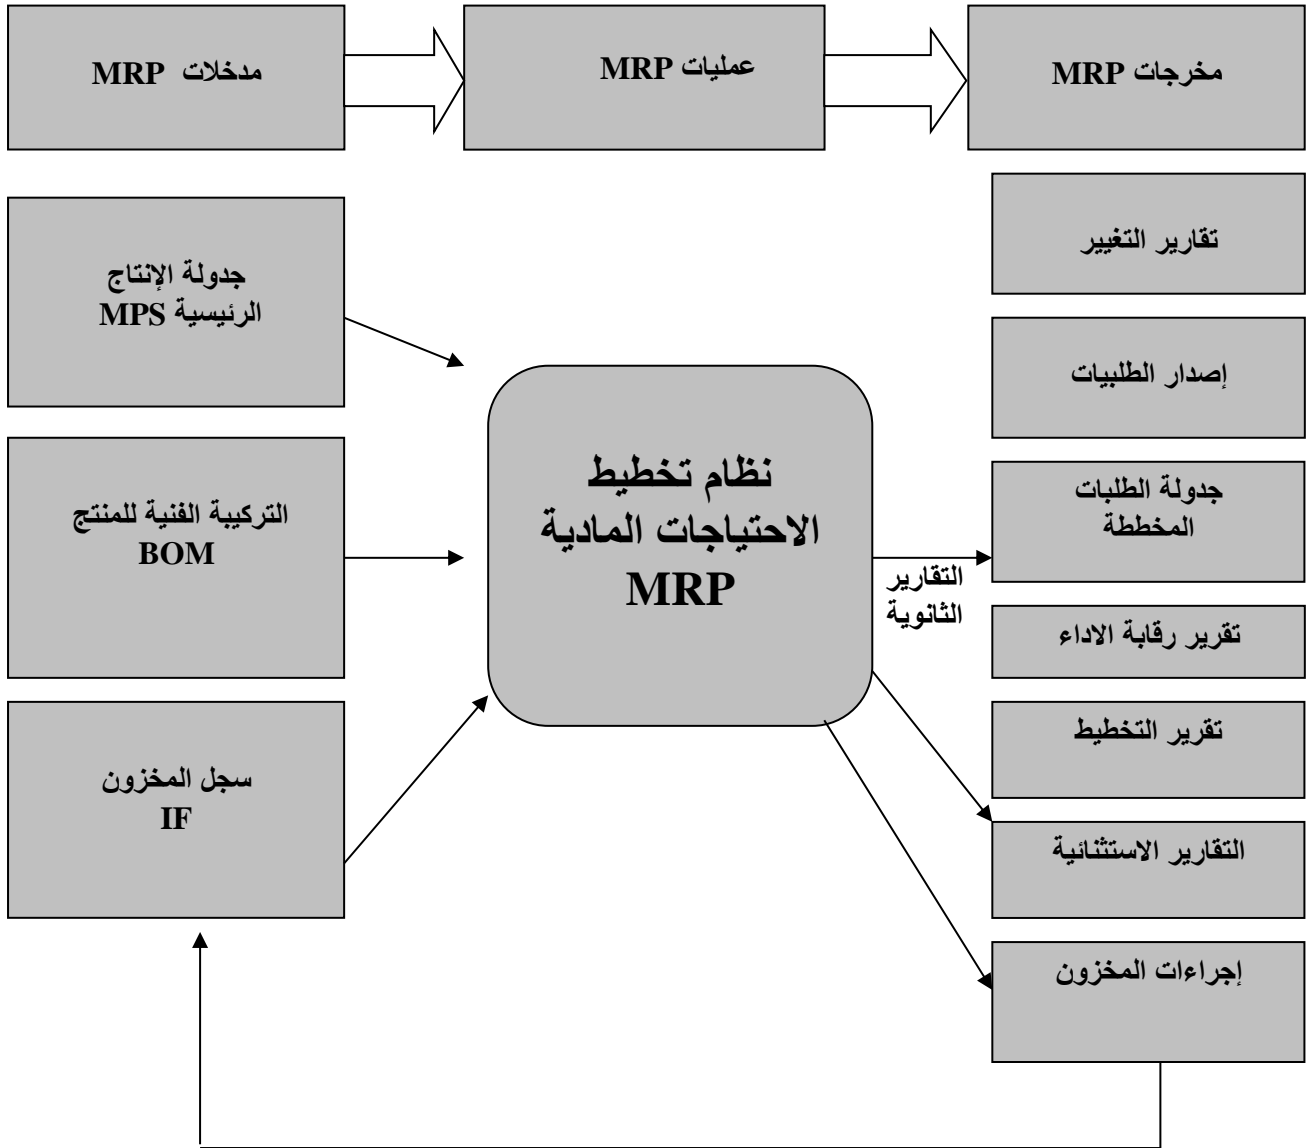 مدخلات MRP
عمليات MRP
مخرجات MRP
جدولة الإنتاج
الرئيسية MPS
التركيبة الفنية للمنتج
BOM
سجل المخزون
IF
نظام تخطيط
الاحتياجات المادية
MRP
التقارير
الثانوية
تقارير التغيير
إصدار الطلبيات
جدولة الطلبات
المخططة
تقرير رقابة الاداء
تقرير التخطيط
التقارير الاستثنائية
إجراءات المخزون